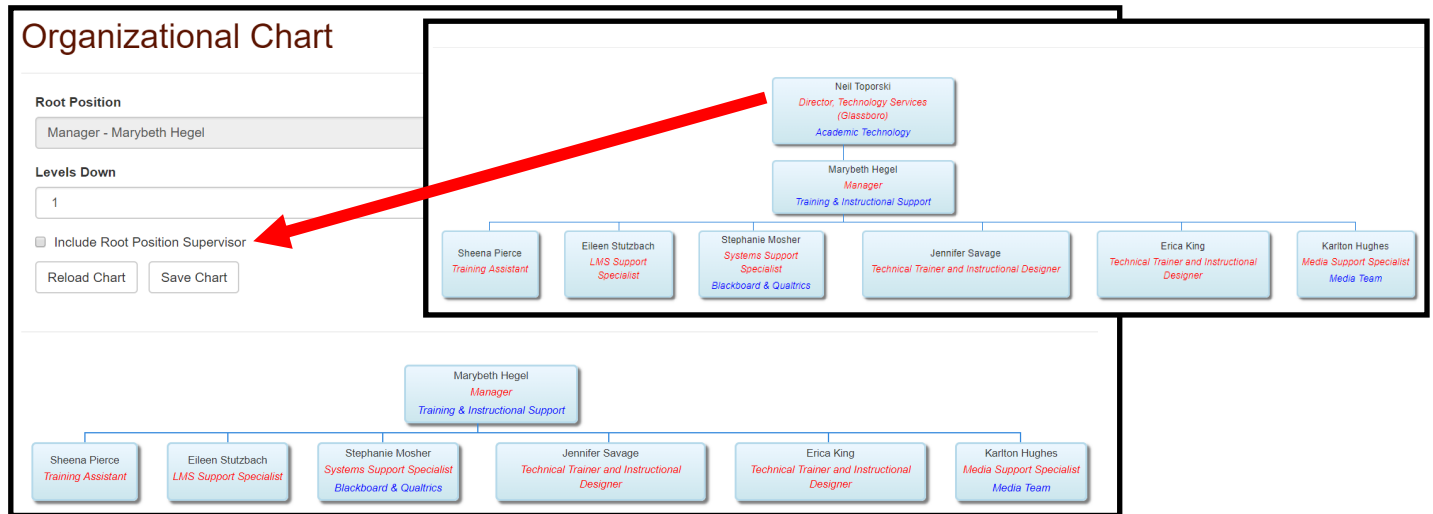 Organizational Chart
Root Position
Manager - Marybeth Hegel
Levels Down
1
Include Root Position Supervisor
Reload Chart
Save Chart
Neil Toporski
Director, Technology Services
(Glassboro)
Academic Technology
Marybeth Hegel
Manager
Training & Instructional Support
Sheena Pierce
Training Assistant
Eileen Stutzbach
LMS Support
Specialist
Stephanie Mosher
Systems Support
Specialist
Blackboard & Qualtrics
Jennifer Savage
Technical Trainer and Instructional Designer
Erica King
Technical Trainer and Instructional
Designer
Karlton Hughes
Media Support Specialist
Media Team
Marybeth Hegel
Manager
Training & Instructional Support
Sheena Pierce
Training Assistant
Eileen Stutzbach
LMS Support Specialist
Stephanie Mosher
Systems Support Specialist
Blackboard & Qualtrics
Jennifer Savage
Technical Trainer and Instructional
Designer
Erica King
Technical Trainer and Instructional
Designer
Karlton Hughes
Media Support Specialist
Media Team